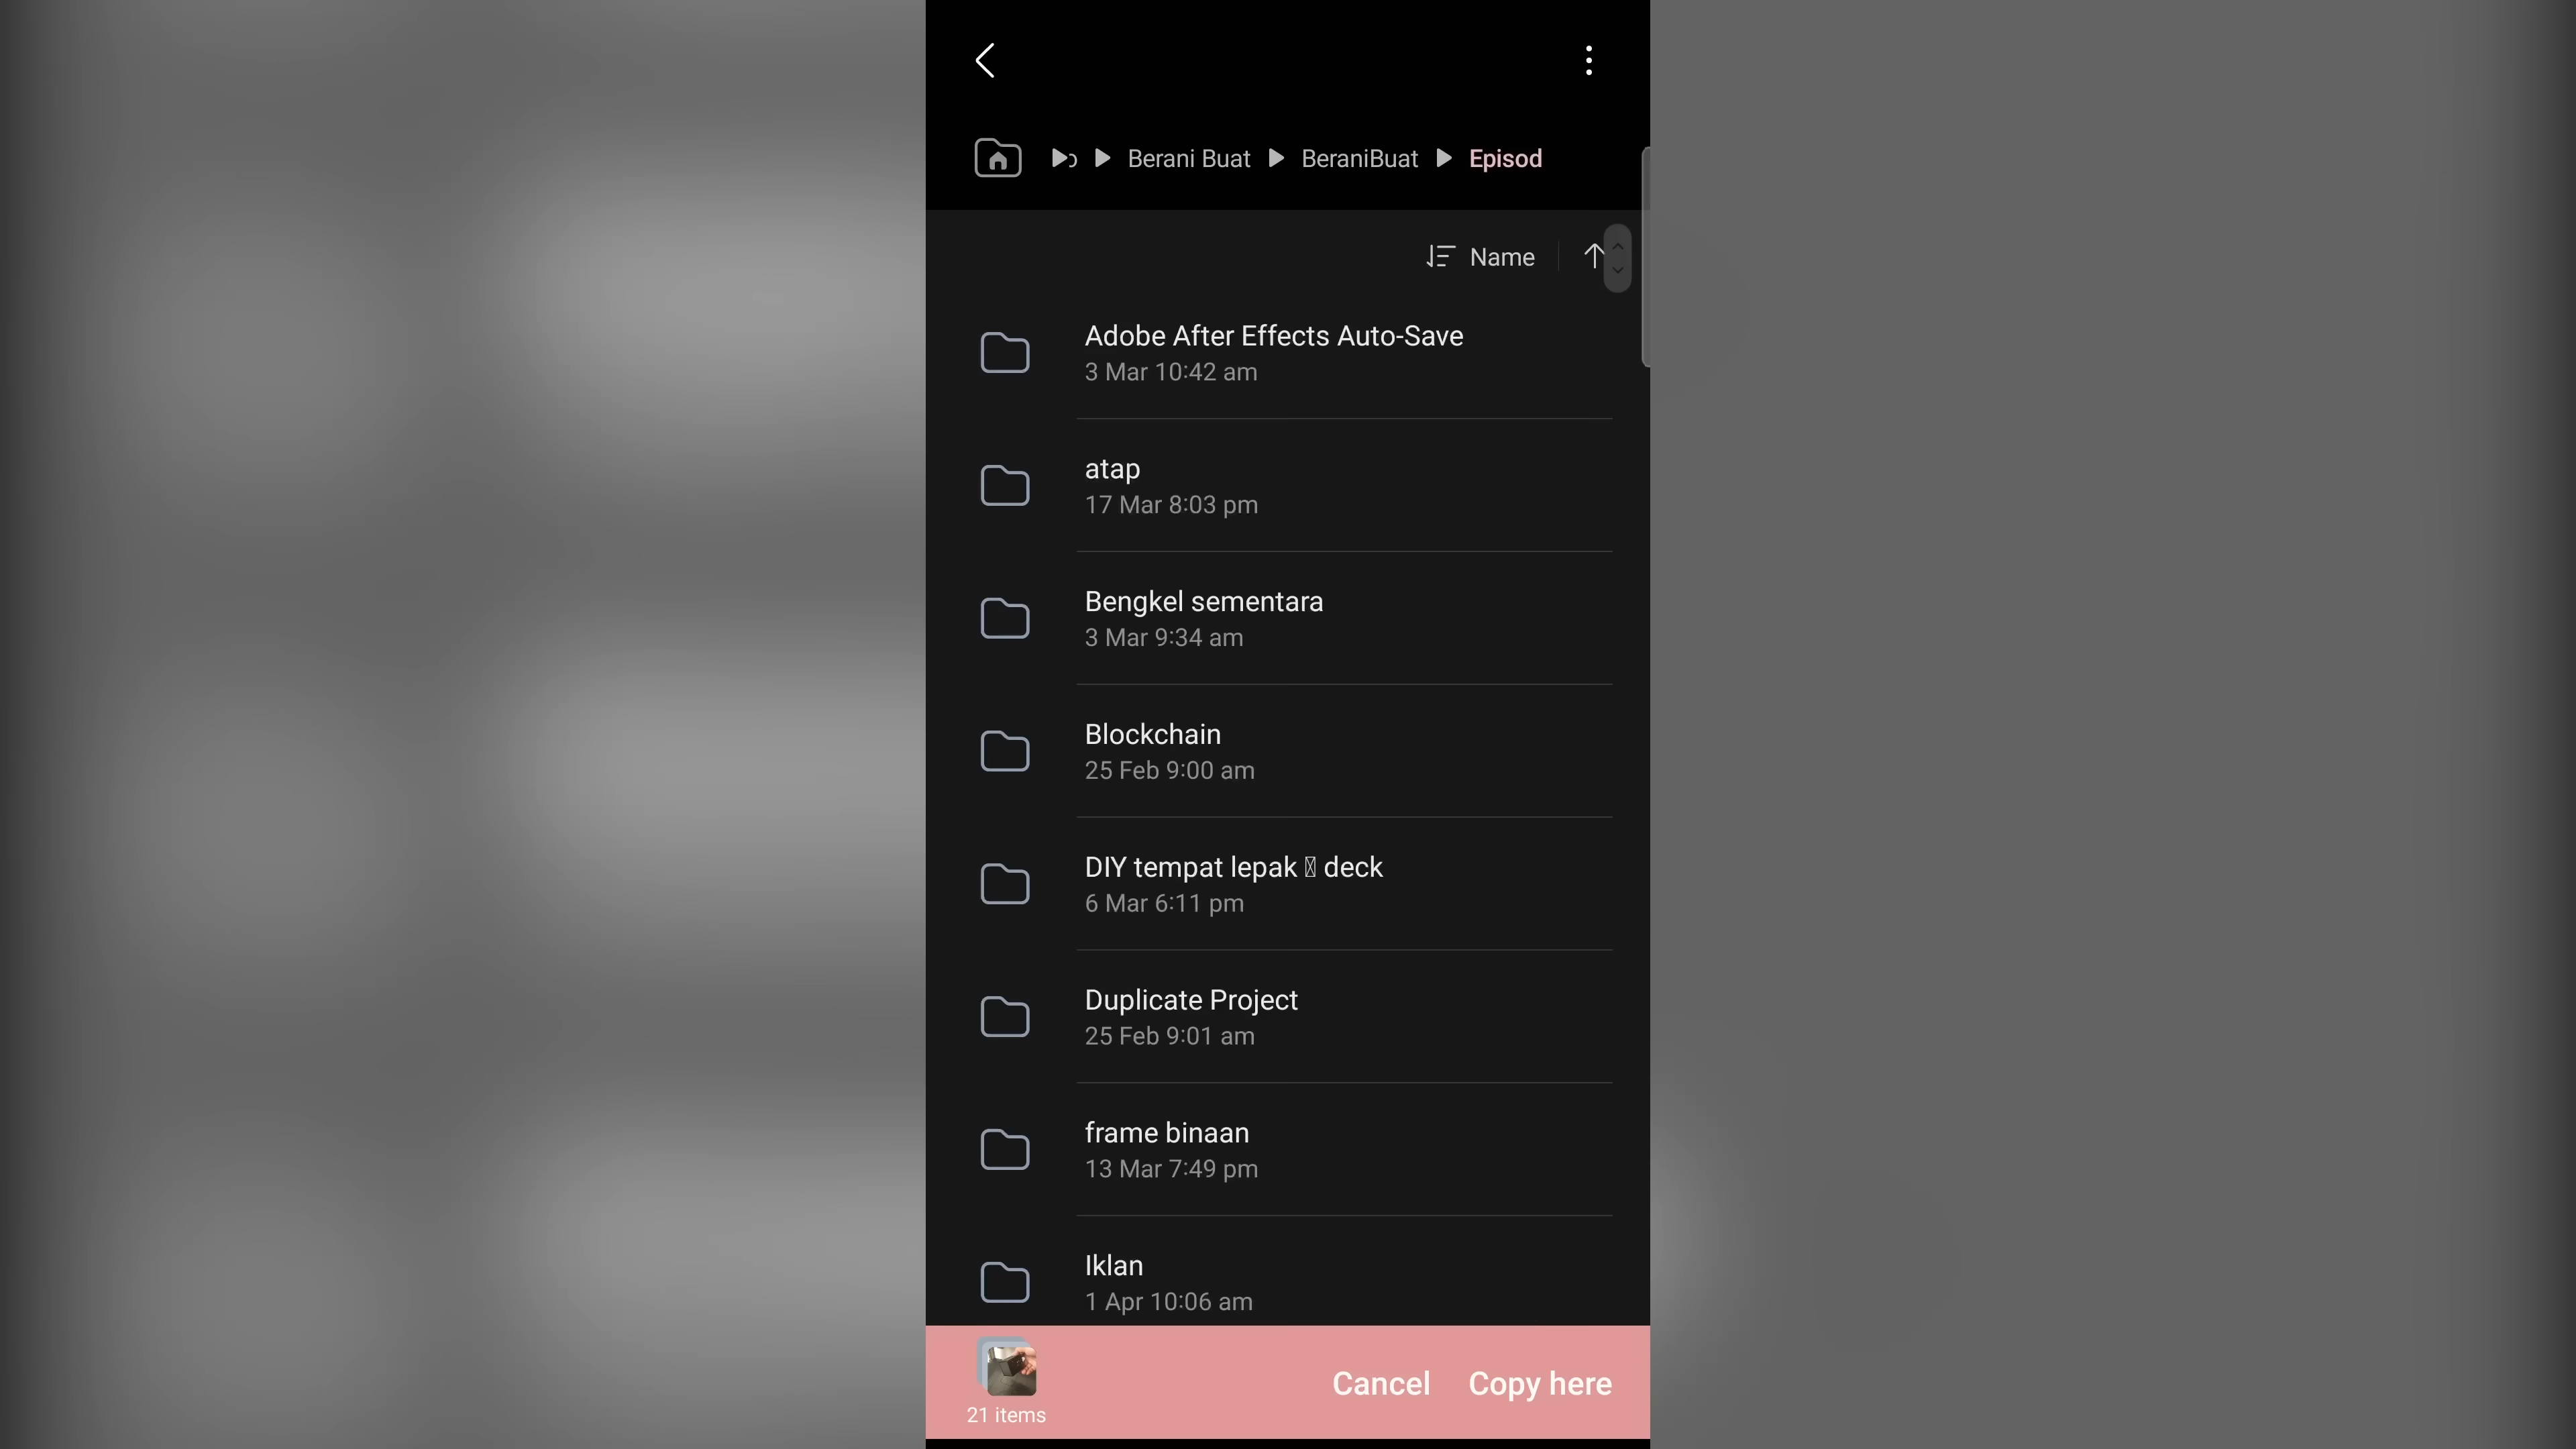 Berani Buat BeraniBuat Episod
Name
Adobe After Effects Auto-Save
3 Mar 10:42 am
atap
17 Mar 8:03 pm
Bengkel sementara
3 Mar 9:34 am
Blockchain
25 Feb 9:00 am
DIY tempat lepak deck
6 Mar 6:11 pm
Duplicate Project
25 Feb 9:01 am
frame binaan
13 Mar 7:49 pm
Iklan
1 Apr 10:06 am
21 items
Cancel Copy here